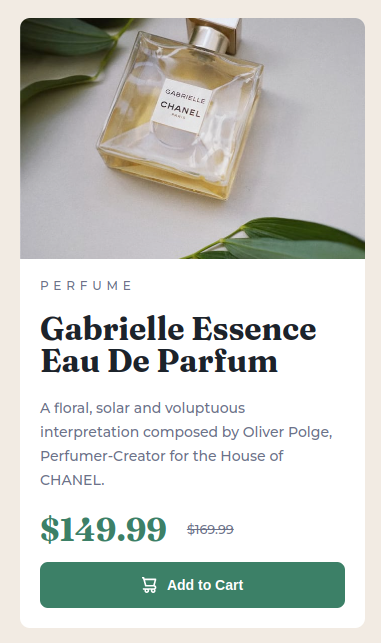 GABRIELLE
CHANEL
PARIS
PERFUME
Gabrielle Essence
Eau De Parfum
A floral, solar and voluptuous
interpretation composed by Oliver Polge,
Perfumer-Creator for the House of
CHANEL.
$149.99 $169.99
Add to Cart